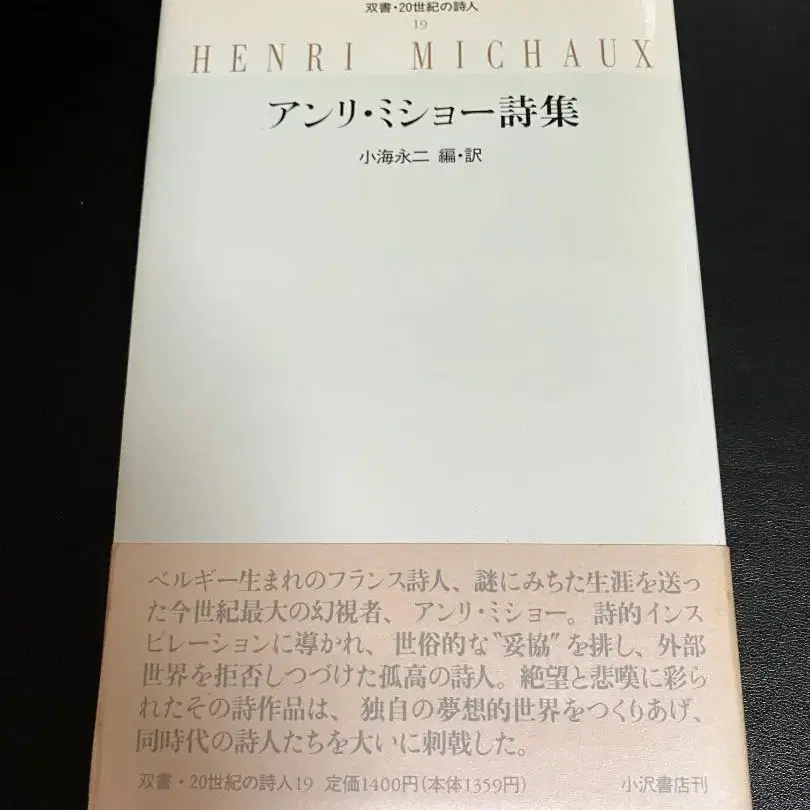 双書・20世紀の詩人
19
HENRI MICHAUX
アンリ・ミショー詩集
小海永二 編・訳
ベルギー生まれのフランス詩人、謎にみちた生涯を送っ
た今世紀最大の幻視者、アンリ・ミショー。詩的インス
ピレーションに導かれ、世俗的な〝妥協〟を排し、外部
世界を拒否しつづけた孤高の詩人。絶望と悲嘆に彩ら
れたその詩作品は、独自の夢想的世界をつくりあげ、
同時代の詩人たちを大いに刺戟した。
双書・20世紀の詩人19 定価1400円(本体1359円) 小沢書店刊